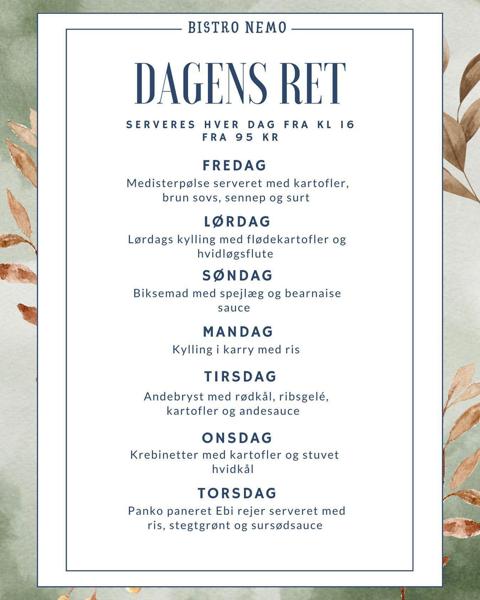 BISTRO NEMO
DAGENS RET
SERVERES HVER DAG FRA KL 16
FRA 95 KR
FREDAG
Medisterpølse serveret med kartofler,
brun sovs, sennep og surt
LØRDAG
Lørdags kylling med flødekartofler og
hvidløgsflute
SØNDAG
Biksemad med spejlæg og bearnaise
sauce
MANDAG
Kylling i karry med ris
TIRSDAG
Andebryst med rødkål, ribsgelé,
kartofler og andesauce
ONSDAG
Krebinetter med kartofler og stuvet
hvidkål
TORSDAG
Panko paneret Ebi rejer serveret med
ris, stegtgrønt og sursødsauce